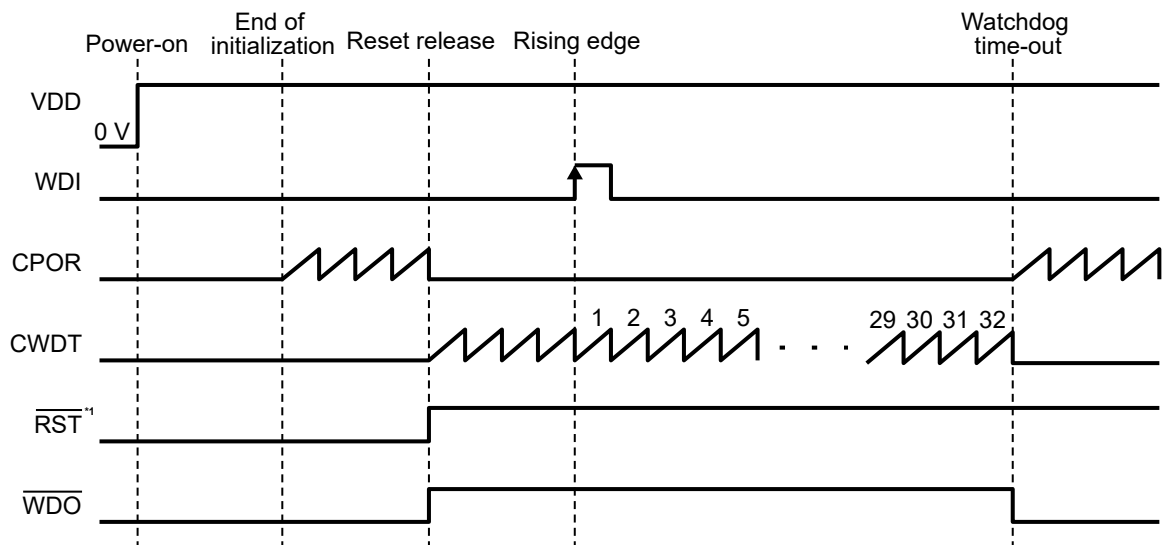 End of
initialization
Watchdog
time-out
Power-on
Reset release
Rising edge
VDD
0 V
WDI
CPOR
CWDT
1 2 3 4 5 . . . 29 30 31 32
RST*1
WDO